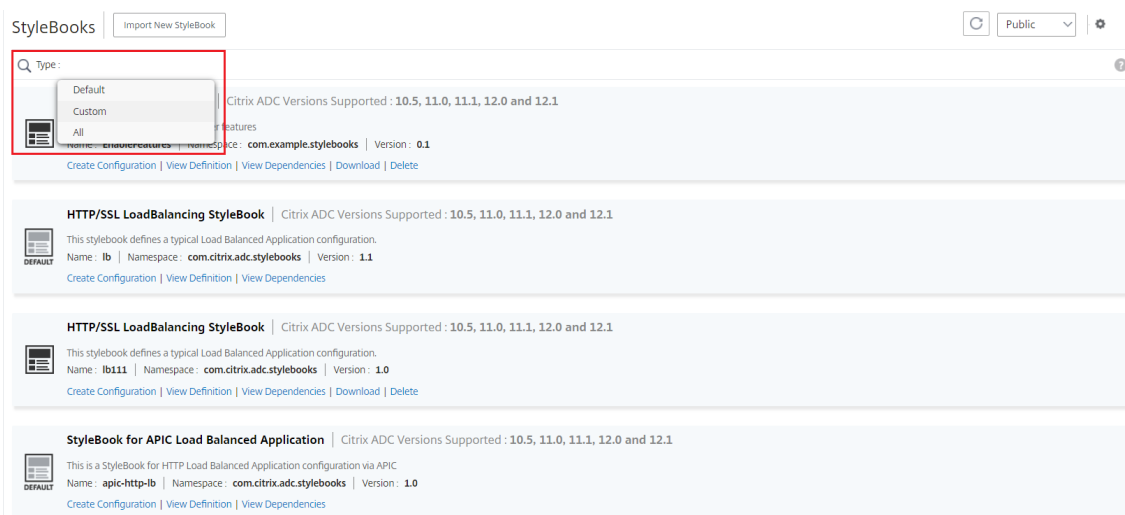 StyleBooks
Import New StyleBook
Public
Type :
Default
Custom
All
Citrix ADC Versions Supported : 10.5, 11.0, 11.1, 12.0 and 12.1
features
Name : EnableFeatures | Namespace : com.example.stylebooks | Version : 0.1
Create Configuration | View Definition | View Dependencies | Download | Delete
HTTP/SSL LoadBalancing StyleBook | Citrix ADC Versions Supported : 10.5, 11.0, 11.1, 12.0 and 12.1
This stylebook defines a typical Load Balanced Application configuration.
DEFAULT
Name : lb | Namespace : com.citrix.adc.stylebooks | Version : 1.1
Create Configuration | View Definition | View Dependencies
HTTP/SSL LoadBalancing StyleBook | Citrix ADC Versions Supported : 10.5, 11.0, 11.1, 12.0 and 12.1
This stylebook defines a typical Load Balanced Application configuration.
Name : lb111 | Namespace : com.citrix.adc.stylebooks | Version : 1.0
Create Configuration | View Definition | View Dependencies | Download | Delete
StyleBook for APIC Load Balanced Application | Citrix ADC Versions Supported : 10.5, 11.0, 11.1, 12.0 and 12.1
This is a StyleBook for HTTP Load Balanced Application configuration via APIC
DEFAULT
Name : apic-http-lb | Namespace : com.citrix.adc.stylebooks | Version : 1.0
Create Configuration | View Definition | View Dependencies